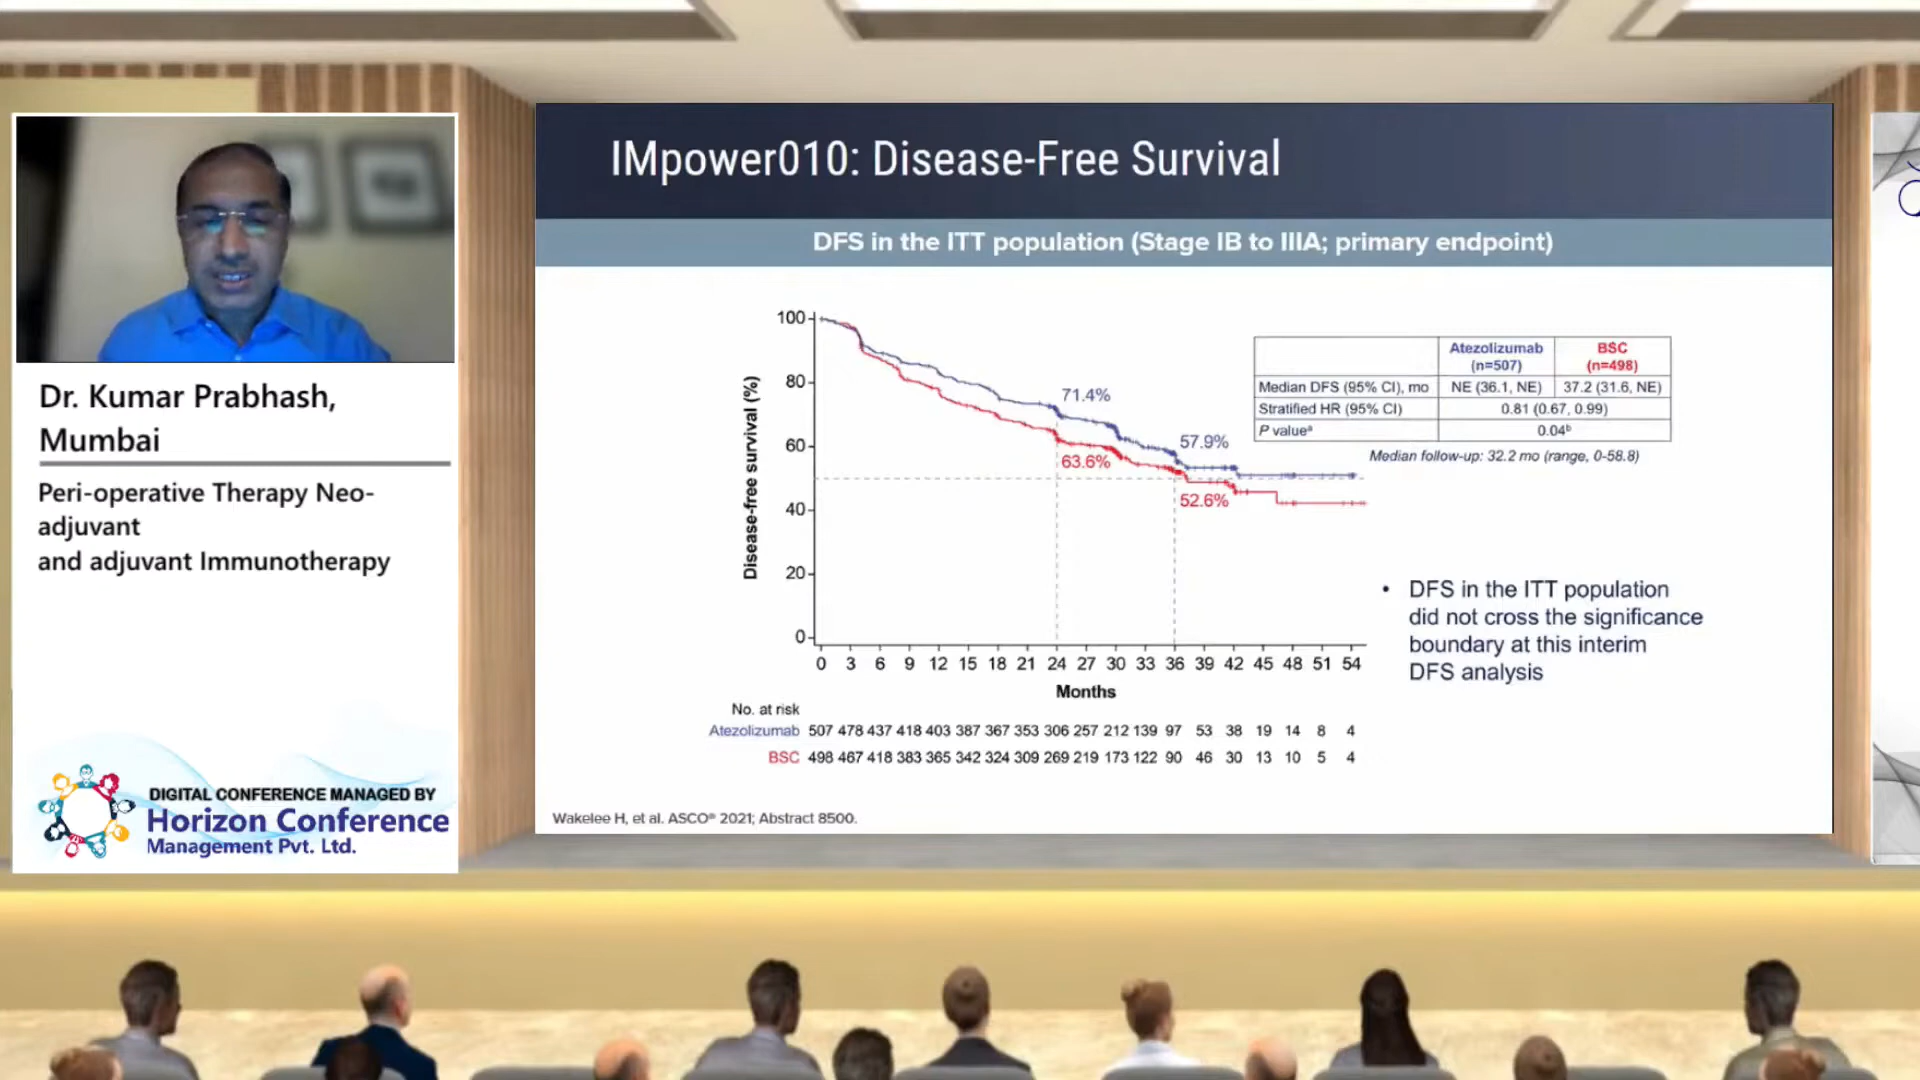 IMpower010: Disease-Free Survival
DFS in the ITT population (Stage IB to IIIA; primary endpoint)
Dr. Kumar Prabhash,
Mumbai
Peri-operative Therapy Neo-
adjuvant
and adjuvant Immunotherapy
DIGITAL CONFERENCE MANAGED BY
Horizon Conference
Management Pvt. Ltd.
Disease-free survival (%)
100
80
60
40
20
0
71.4%
63.6%
57.9%
52.6%
0 3 6 9 12 15 18 21 24 27 30 33 36 39 42 45 48 51 54
Months
Atezolizumab BSC
(n=507) (n=498)
Median DFS (95% CI), mo NE (36.1, NE) 37.2 (31.6, NE)
Stratified HR (95% CI) 0.81 (0.67, 0.99)
P valueᵃ 0.04ᵇ
Median follow-up: 32.2 mo (range, 0-58.8)
• DFS in the ITT population
did not cross the significance
boundary at this interim
DFS analysis
No. at risk
Atezolizumab 507 478 437 418 403 387 367 353 306 257 212 139 97 53 38 19 14 8 4
BSC 498 467 418 383 365 342 324 309 269 219 173 122 90 46 30 13 10 5 4
Wakelee H, et al. ASCO® 2021; Abstract 8500.